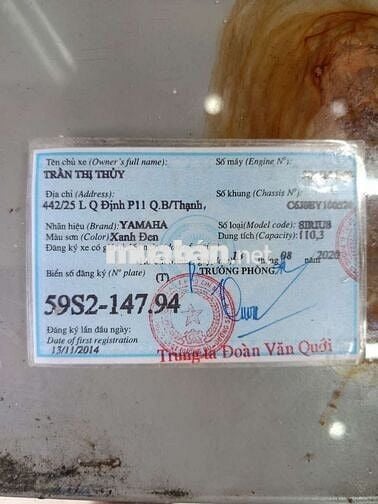 Tên chủ xe (Owner's full name):
TRẦN THỊ THỦY
Số máy (Engine N°):
Địa chỉ (Address):
442/25 L Q Định P11 Q.B/Thạnh,
Số khung (Chassis N°):
Nhãn hiệu (Brand): YAMAHA
Số loại (Model code): SIRIUS
Màu sơn (Color) Xanh Đen
Dung tích (Capacity): 110,3
Đăng ký xe có
muaban.net
08 năm 2020
Biển số đăng ký (N° plate)
(T)
TRƯỞNG PHÒNG
59S2-147.94
Đăng ký lần đầu ngày:
Date of first registration
13/11/2014
Trung tá Đoàn Văn Quới